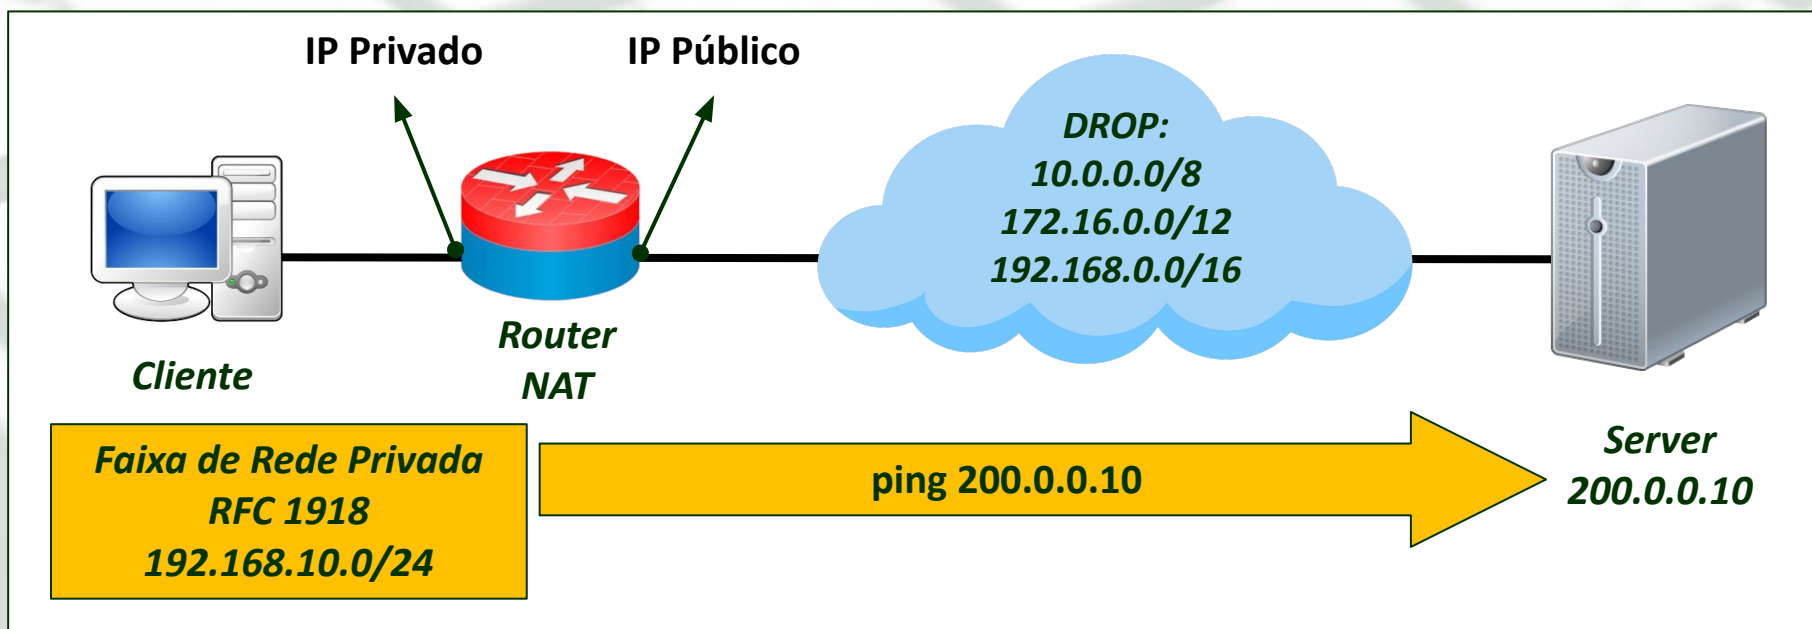 IP Privado
IP Público
DROP:
10.0.0.0/8
172.16.0.0/12
192.168.0.0/16
Router
NAT
Cliente
Faixa de Rede Privada
RFC 1918
192.168.10.0/24
ping 200.0.0.10
Server
200.0.0.10